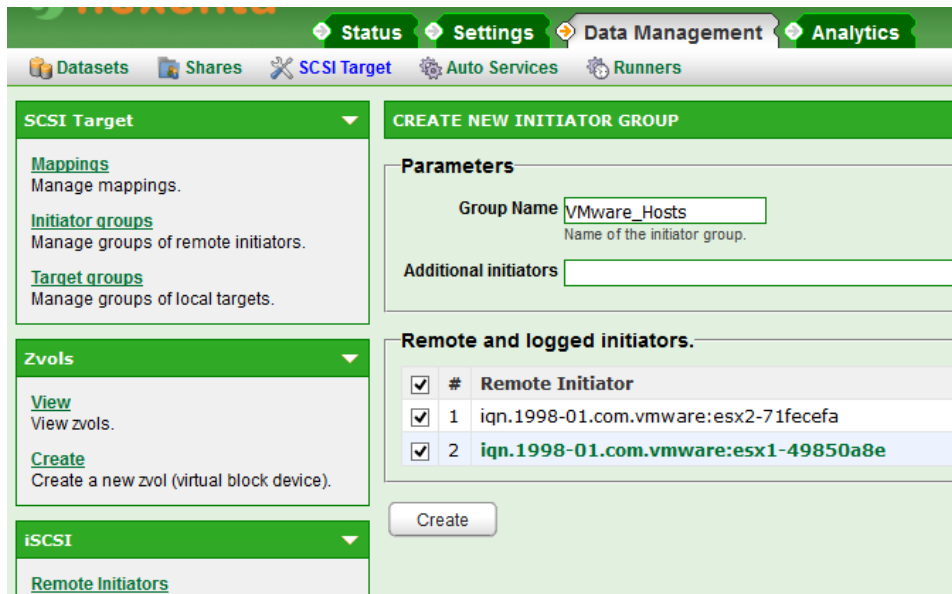 Status Settings Data Management Analytics
Datasets Shares SCSI Target Auto Services Runners
SCSI Target
Mappings
Manage mappings.
Initiator groups
Manage groups of remote initiators.
Target groups
Manage groups of local targets.
Zvols
View
View zvols.
Create
Create a new zvol (virtual block device).
iSCSI
Remote Initiators
CREATE NEW INITIATOR GROUP
Parameters
Group Name VMware_Hosts
Name of the initiator group.
Additional initiators
Remote and logged initiators.
# Remote Initiator
1 iqn.1998-01.com.vmware:esx2-71fecefa
2 iqn.1998-01.com.vmware:esx1-49850a8e
Create